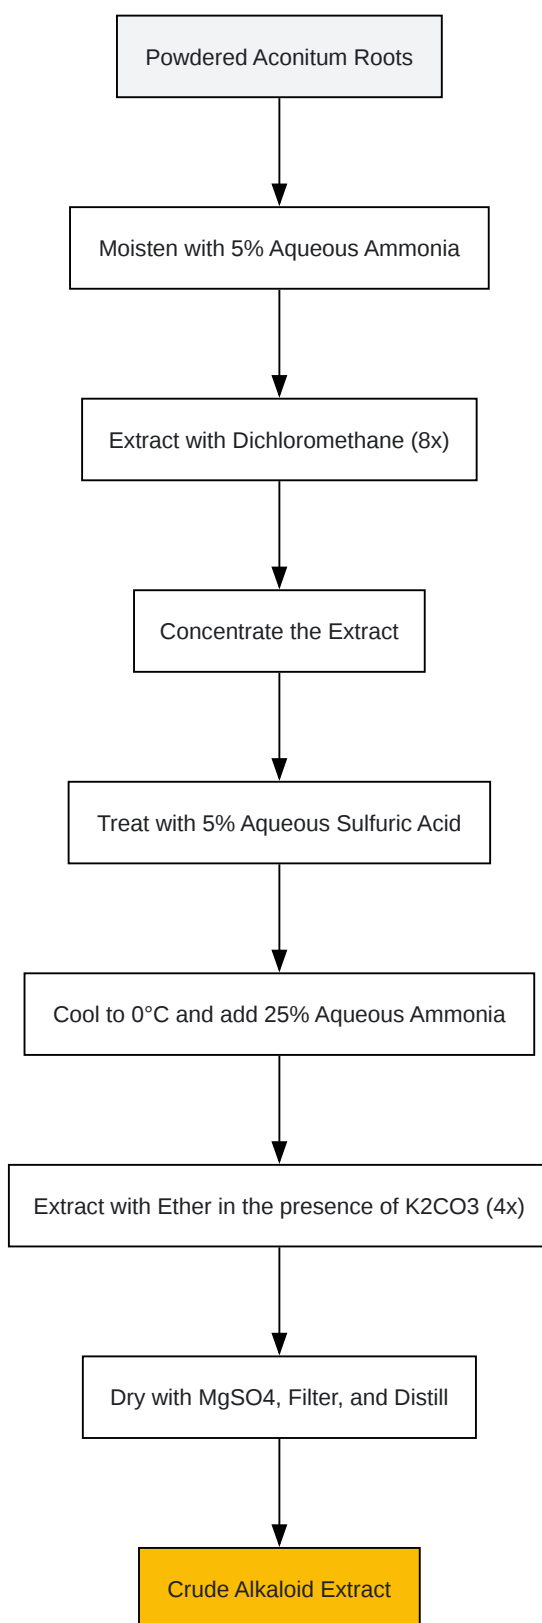 Powdered Aconitum Roots
Moisten with 5% Aqueous Ammonia
Extract with Dichloromethane (8x)
Concentrate the Extract
Treat with 5% Aqueous Sulfuric Acid
Cool to 0°C and add 25% Aqueous Ammonia
Extract with Ether in the presence of K2CO3 (4x)
Dry with MgSO4, Filter, and Distill
Crude Alkaloid Extract